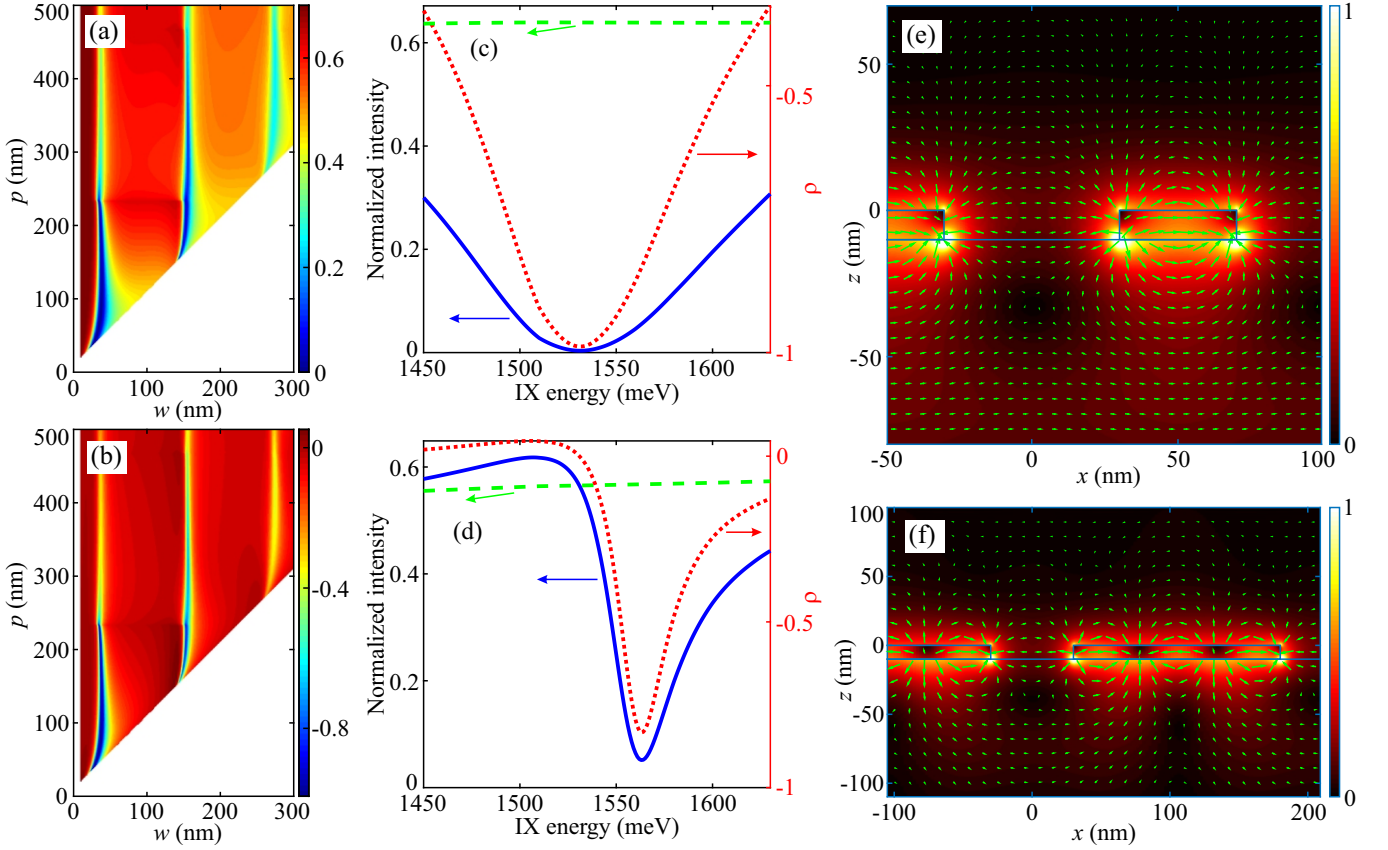 (a)
p (nm)
500
400
300
200
100
0
0 100 200 300
w (nm)
0.6
0.4
0.2
0
(b)
p (nm)
500
400
300
200
100
0
0 100 200 300
w (nm)
0
-0.4
-0.8
(c)
Normalized intensity
0.6
0.4
0.2
0
1450 1500 1550 1600
IX energy (meV)
-0.5
-1
ρ
(d)
Normalized intensity
0.6
0.6
0.4
0.2
0
1450 1500 1550 1600
IX energy (meV)
0
-0.5
-1
ρ
(e)
z (nm)
50
0
-50
-50 0 50 100
x (nm)
1
0
(f)
z (nm)
100
50
0
-50
-100
-100 0 100 200
x (nm)
1
0